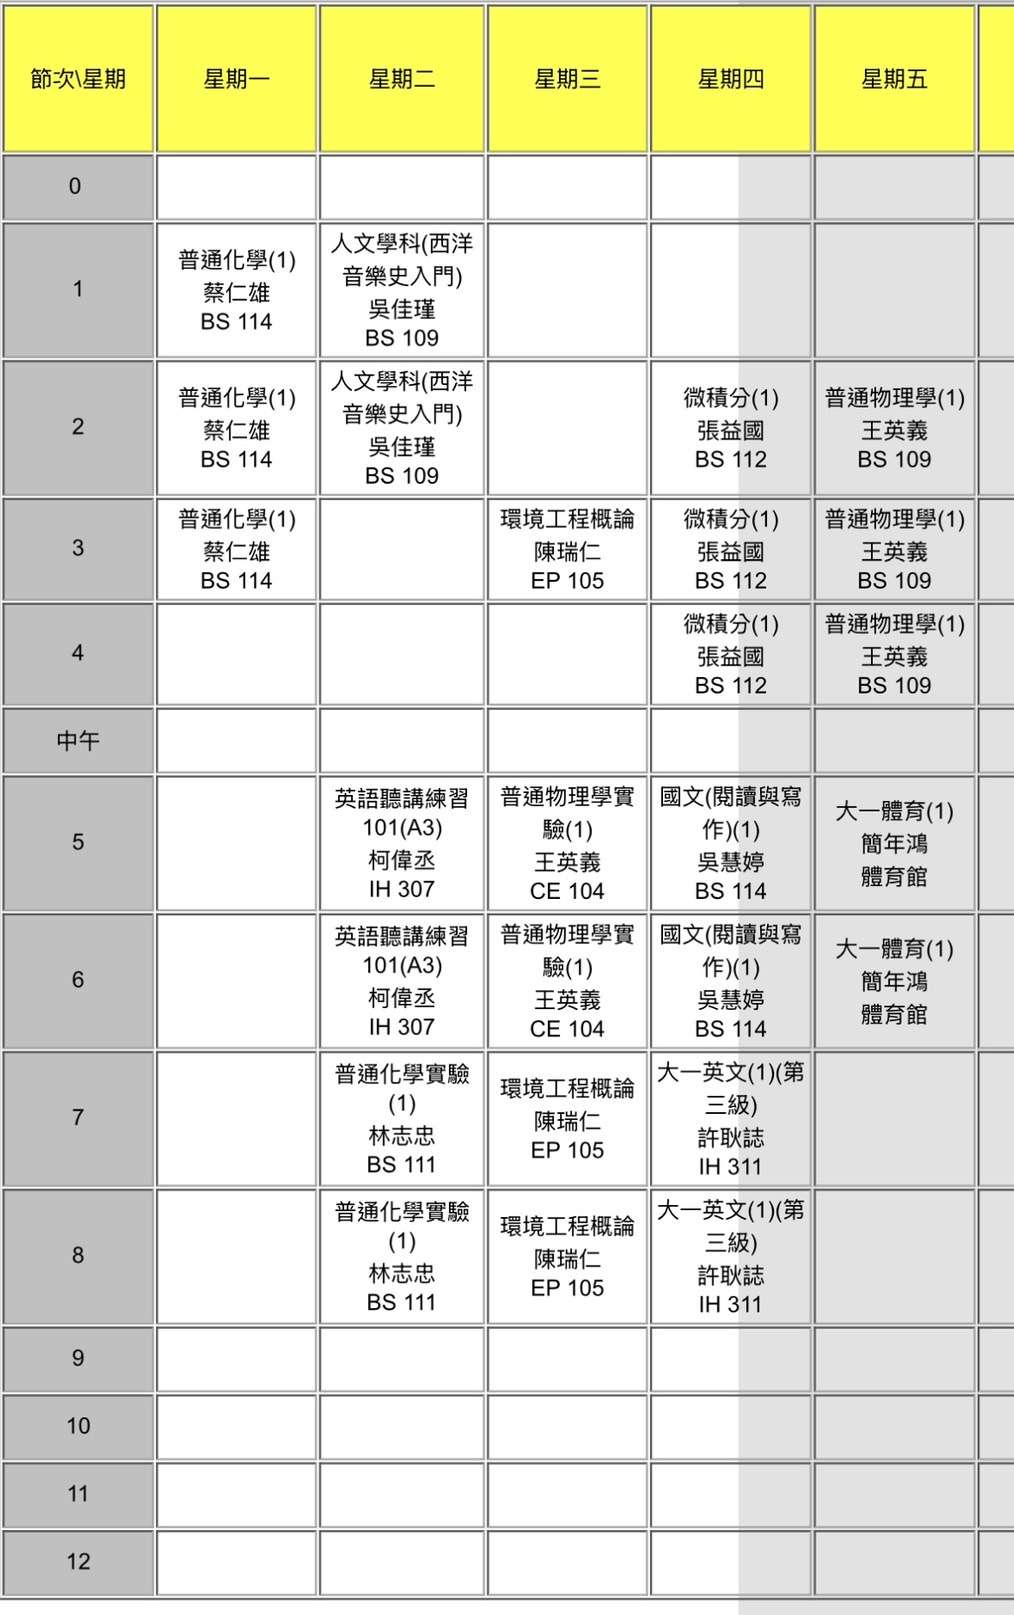 節次\星期
星期一
星期二
星期三
星期四
星期五
0
1
普通化學(1)
蔡仁雄
BS 114
人文學科(西洋
音樂史入門)
吳佳瑾
BS 109
2
普通化學(1)
蔡仁雄
BS 114
人文學科(西洋
音樂史入門)
吳佳瑾
BS 109
微積分(1)
張益國
BS 112
普通物理學(1)
王英義
BS 109
3
普通化學(1)
蔡仁雄
BS 114
環境工程概論
陳瑞仁
EP 105
微積分(1)
張益國
BS 112
普通物理學(1)
王英義
BS 109
4
微積分(1)
張益國
BS 112
普通物理學(1)
王英義
BS 109
中午
5
英語聽講練習
101(A3)
柯偉丞
IH 307
普通物理學實
驗(1)
王英義
CE 104
國文(閱讀與寫
作)(1)
吳慧婷
BS 114
大一體育(1)
簡年鴻
體育館
6
英語聽講練習
101(A3)
柯偉丞
IH 307
普通物理學實
驗(1)
王英義
CE 104
國文(閱讀與寫
作)(1)
吳慧婷
BS 114
大一體育(1)
簡年鴻
體育館
7
普通化學實驗
(1)
林志忠
BS 111
環境工程概論
陳瑞仁
EP 105
大一英文(1)(第
三級)
許耿誌
IH 311
8
普通化學實驗
(1)
林志忠
BS 111
環境工程概論
陳瑞仁
EP 105
大一英文(1)(第
三級)
許耿誌
IH 311
9
10
11
12